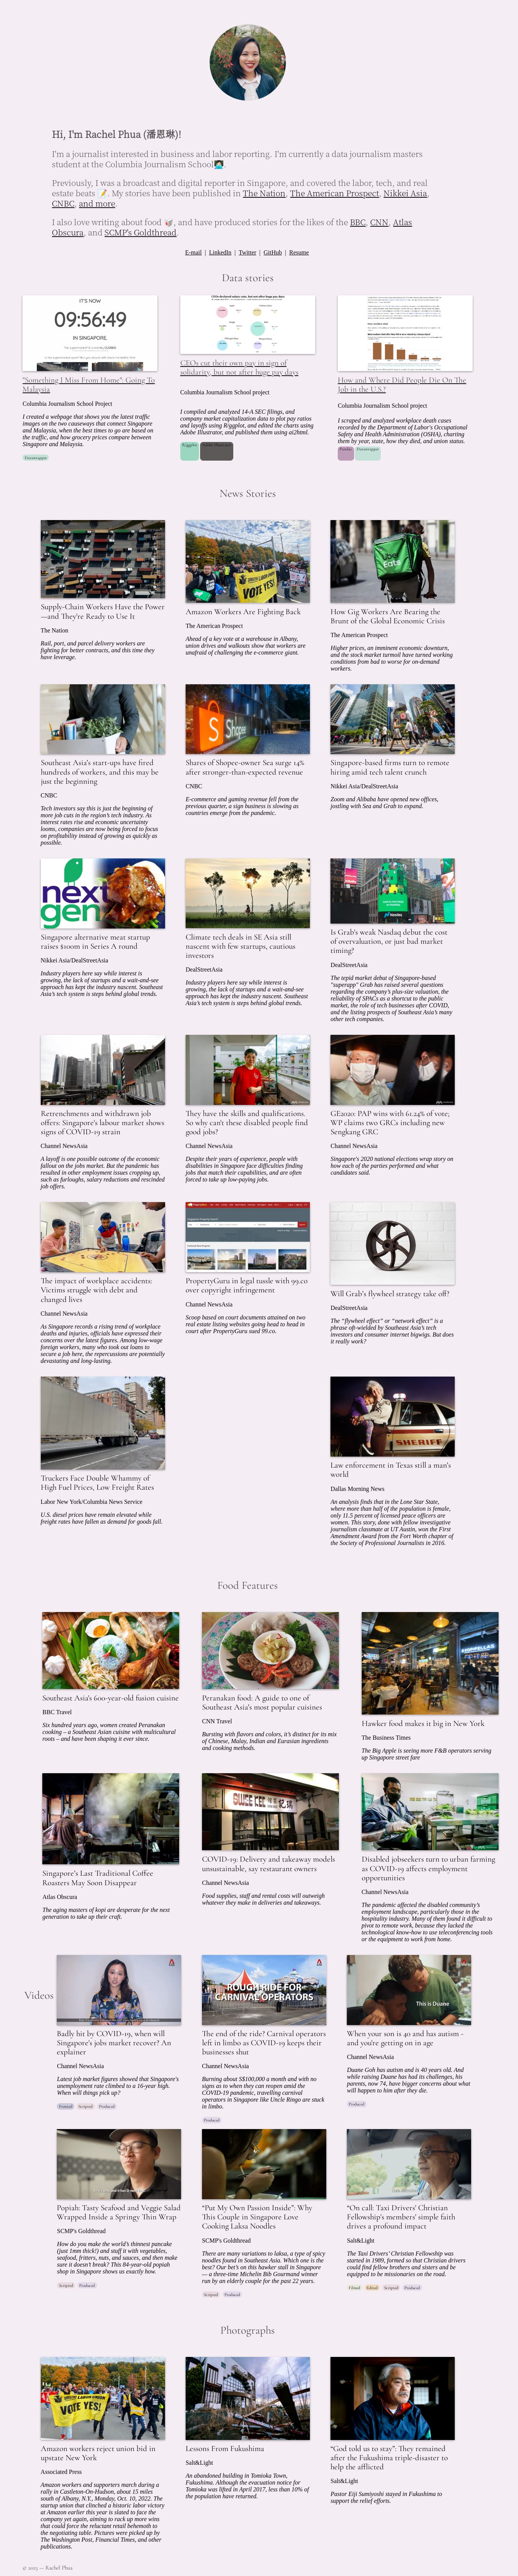 Hi, I'm Rachel Phua (潘恩琳)!
I'm a journalist interested in business and labor reporting. I'm currently a data journalism masters
student at the Columbia Journalism School👩🏻‍💻.
Previously, I was a broadcast and digital reporter in Singapore, and covered the labor, tech, and real
estate beats 📝. My stories have been published in The Nation, The American Prospect, Nikkei Asia,
CNBC, and more.
I also love writing about food 🥡, and have produced stories for the likes of the BBC, CNN, Atlas
Obscura, and SCMP's Goldthread.
E-mail | LinkedIn | Twitter | GitHub | Resume
Data stories
IT'S NOW
09:56:49
IN SINGAPORE.
"Something I Miss From Home": Going To
Malaysia
Columbia Journalism School Project
I created a webpage that shows you the latest traffic
images on the two causeways that connect Singapore
and Malaysia, when the best times to go are based on
the traffic, and how grocery prices compare between
Singapore and Malaysia.
Datawrapper
CEOs cut their own pay in sign of
solidarity, but not after huge pay days
Columbia Journalism School project
I compiled and analyzed 14-A SEC filings, and
company market capitalization data to plot pay ratios
and layoffs using R/ggplot, and edited the charts using
Adobe Illustrator, and published them using ai2html.
R/ggplot
Adobe Illustrator
How and Where Did People Die On The
Job in the U.S.?
Columbia Journalism School project
I scraped and analyzed workplace death cases
recorded by the Department of Labor's Occupational
Safety and Health Administration (OSHA), charting
them by year, state, how they died, and union status.
Pandas
Datawrapper
News Stories
Supply-Chain Workers Have the Power
—and They're Ready to Use It
The Nation
Rail, port, and parcel delivery workers are
fighting for better contracts, and this time they
have leverage.
VOTE YES!
Amazon Workers Are Fighting Back
The American Prospect
Ahead of a key vote at a warehouse in Albany,
union drives and walkouts show that workers are
unafraid of challenging the e-commerce giant.
Uber
Eats
How Gig Workers Are Bearing the
Brunt of the Global Economic Crisis
The American Prospect
Higher prices, an imminent economic downturn,
and the stock market turmoil have turned working
conditions from bad to worse for on-demand
workers.
Southeast Asia's start-ups have fired
hundreds of workers, and this may be
just the beginning
CNBC
Tech investors say this is just the beginning of
more job cuts in the region's tech industry. As
interest rates rise and economic uncertainty
looms, companies are now being forced to focus
on profitability instead of growing as quickly as
possible.
Shopee
Shares of Shopee-owner Sea surge 14%
after stronger-than-expected revenue
CNBC
E-commerce and gaming revenue fell from the
previous quarter, a sign business is slowing as
countries emerge from the pandemic.
Singapore-based firms turn to remote
hiring amid tech talent crunch
Nikkei Asia/DealStreetAsia
Zoom and Alibaba have opened new offices,
jostling with Sea and Grab to expand.
next
gen
Singapore alternative meat startup
raises $100m in Series A round
Nikkei Asia/DealStreetAsia
Industry players here say while interest is
growing, the lack of startups and a wait-and-see
approach has kept the industry nascent. Southeast
Asia's tech system is steps behind global trends.
Climate tech deals in SE Asia still
nascent with few startups, cautious
investors
DealStreetAsia
Industry players here say while interest is
growing, the lack of startups and a wait-and-see
approach has kept the industry nascent. Southeast
Asia's tech system is steps behind global trends.
Nasdaq
Is Grab's weak Nasdaq debut the cost
of overvaluation, or just bad market
timing?
DealStreetAsia
The tepid market debut of Singapore-based
"superapp" Grab has raised several questions
regarding the company's plus-size valuation, the
reliability of SPACs as a shortcut to the public
market, the role of tech businesses after COVID,
and the listing prospects of Southeast Asia's many
other tech companies.
Retrenchments and withdrawn job
offers: Singapore's labour market shows
signs of COVID-19 strain
Channel NewsAsia
A layoff is one possible outcome of the economic
fallout on the jobs market. But the pandemic has
resulted in other employment issues cropping up,
such as furloughs, salary reductions and rescinded
job offers.
They have the skills and qualifications.
So why can't these disabled people find
good jobs?
Channel NewsAsia
Despite their years of experience, people with
disabilities in Singapore face difficulties finding
jobs that match their capabilities, and are often
forced to take up low-paying jobs.
GE2020: PAP wins with 61.24% of vote;
WP claims two GRCs including new
Sengkang GRC
Channel NewsAsia
Singapore's 2020 national elections wrap story on
how each of the parties performed and what
candidates said.
The impact of workplace accidents:
Victims struggle with debt and
changed lives
Channel NewsAsia
As Singapore records a rising trend of workplace
deaths and injuries, officials have expressed their
concerns over the latest figures. Among low-wage
foreign workers, many who took out loans to
secure a job here, the repercussions are potentially
devastating and long-lasting.
PropertyGuru in legal tussle with 99.co
over copyright infringement
Channel NewsAsia
Scoop based on court documents attained on two
real estate listing websites going head to head in
court after PropertyGuru sued 99.co.
Will Grab's flywheel strategy take off?
DealStreetAsia
The "flywheel effect" or "network effect" is a
phrase oft-wielded by Southeast Asia's tech
investors and consumer internet bigwigs. But does
it really work?
Truckers Face Double Whammy of
High Fuel Prices, Low Freight Rates
Labor New York/Columbia News Service
U.S. diesel prices have remain elevated while
freight rates have fallen as demand for goods fall.
SHERIFF
Law enforcement in Texas still a man's
world
Dallas Morning News
An analysis finds that in the Lone Star State,
where more than half of the population is female,
only 11.5 percent of licensed peace officers are
women. This story, done with fellow investigative
journalism classmate at UT Austin, won the First
Amendment Award from the Fort Worth chapter of
the Society of Professional Journalists in 2016.
Food Features
Southeast Asia's 600-year-old fusion cuisine
BBC Travel
Six hundred years ago, women created Peranakan
cooking – a Southeast Asian cuisine with multicultural
roots – and have been shaping it ever since.
Peranakan food: A guide to one of
Southeast Asia's most popular cuisines
CNN Travel
Bursting with flavors and colors, it's distinct for its mix
of Chinese, Malay, Indian and Eurasian ingredients
and cooking methods.
Hawker food makes it big in New York
The Business Times
The Big Apple is seeing more F&B operators serving
up Singapore street fare
Singapore's Last Traditional Coffee
Roasters May Soon Disappear
Atlas Obscura
The aging masters of kopi are desperate for the next
generation to take up their craft.
COVID-19: Delivery and takeaway models
unsustainable, say restaurant owners
Channel NewsAsia
Food supplies, staff and rental costs will outweigh
whatever they make in deliveries and takeaways.
Disabled jobseekers turn to urban farming
as COVID-19 affects employment
opportunities
Channel NewsAsia
The pandemic affected the disabled community's
employment landscape, particularly those in the
hospitality industry. Many of them found it difficult to
pivot to remote work, because they lacked the
technological know-how to use teleconferencing tools
or the equipment to work from home.
Videos
Badly hit by COVID-19, when will
Singapore's jobs market recover? An
explainer
Channel NewsAsia
Latest job market figures showed that Singapore's
unemployment rate climbed to a 16-year high.
When will things pick up?
Fronted
Scripted
Produced
ROUGH RIDE FOR
CARNIVAL OPERATORS
The end of the ride? Carnival operators
left in limbo as COVID-19 keeps their
businesses shut
Channel NewsAsia
Burning about S$100,000 a month and with no
signs as to when they can reopen amid the
COVID-19 pandemic, travelling carnival
operators in Singapore like Uncle Ringo are stuck
in limbo.
Produced
This is Duane
When your son is 40 and has autism -
and you're getting on in age
Channel NewsAsia
Duane Goh has autism and is 40 years old. And
while raising Duane has had its challenges, his
parents, now 74, have bigger concerns about what
will happen to him after they die.
Produced
Popiah: Tasty Seafood and Veggie Salad
Wrapped Inside a Springy Thin Wrap
SCMP's Goldthread
How do you make the world's thinnest pancake
(just 1mm thick!) and stuff it with vegetables,
seafood, fritters, nuts, and sauces, and then make
sure it doesn't break? This 84-year-old popiah
shop in Singapore shows us exactly how.
Scripted
Produced
"Put My Own Passion Inside": Why
This Couple in Singapore Love
Cooking Laksa Noodles
SCMP's Goldthread
There are many variations to laksa, a type of spicy
noodles found in Southeast Asia. Which one is the
best? Our bet's on this hawker stall in Singapore
— a three-time Michelin Bib Gourmand winner
run by an elderly couple for the past 22 years.
Scripted
Produced
"On call: Taxi Drivers' Christian
Fellowship's members' simple faith
drives a profound impact
Salt&Light
The Taxi Drivers' Christian Fellowship was
started in 1989, formed so that Christian drivers
could find fellow brothers and sisters, and be
equipped to be missionaries on the road.
Filmed
Edited
Scripted
Produced
Photographs
VOTE YES!
Amazon workers reject union bid in
upstate New York
Associated Press
Amazon workers and supporters march during a
rally in Castleton-On-Hudson, about 15 miles
south of Albany, N.Y., Monday, Oct. 10, 2022. The
startup union that clinched a historic labor victory
at Amazon earlier this year is slated to face the
company yet again, aiming to rack up more wins
that could force the reluctant retail behemoth to
the negotiating table. Pictures were picked up by
The Washington Post, Financial Times, and other
publications.
Lessons From Fukushima
Salt&Light
An abandoned building in Tomioka Town,
Fukushima. Although the evacuation notice for
Tomioka was lifted in April 2017, less than 10% of
the population have returned.
"God told us to stay": They remained
after the Fukushima triple-disaster to
help the afflicted
Salt&Light
Pastor Eiji Sumiyoshi stayed in Fukushima to
support the relief efforts.
© 2023 — Rachel Phua